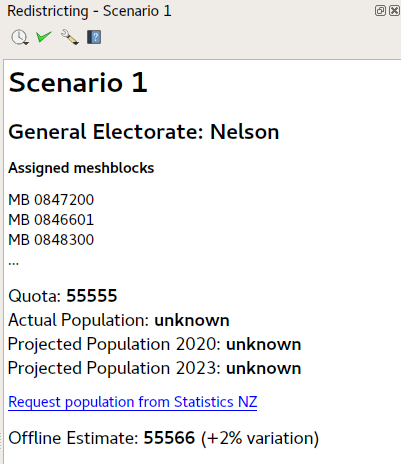 Redistricting - Scenario 1
Scenario 1
General Electorate: Nelson
Assigned meshblocks
MB 0847200
MB 0846601
MB 0848300
...
Quota: 55555
Actual Population: unknown
Projected Population 2020: unknown
Projected Population 2023: unknown
Request population from Statistics NZ
Offline Estimate: 55566 (+2% variation)